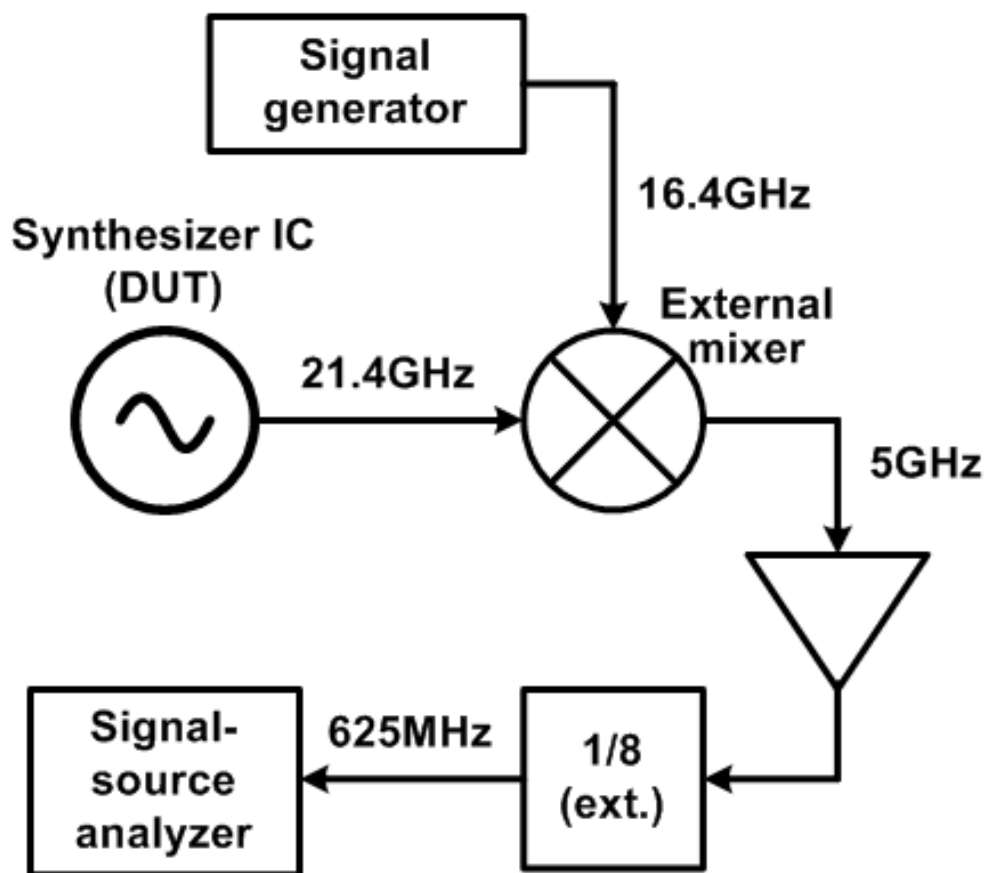 Signal
generator
16.4GHz
Synthesizer IC
(DUT)
External
mixer
21.4GHz
5GHz
Signal-
source
analyzer
625MHz
1/8
(ext.)